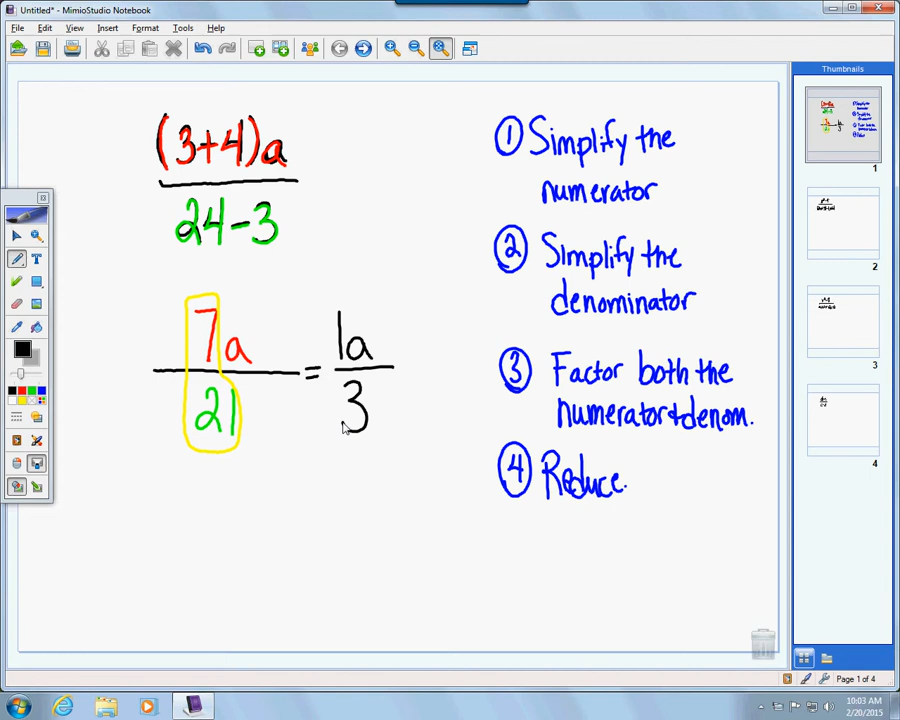 Untitled* - MimioStudio Notebook
File Edit View Insert Format Tools Help
Thumbnails
(3+4)a
24-3
7a
21
=
1a
3
① Simplify the
numerator
② Simplify the
denominator
③ Factor both the
numerator & denom.
④ Reduce.
1
2
3
4
Page 1 of 4
10:03 AM
2/20/2015